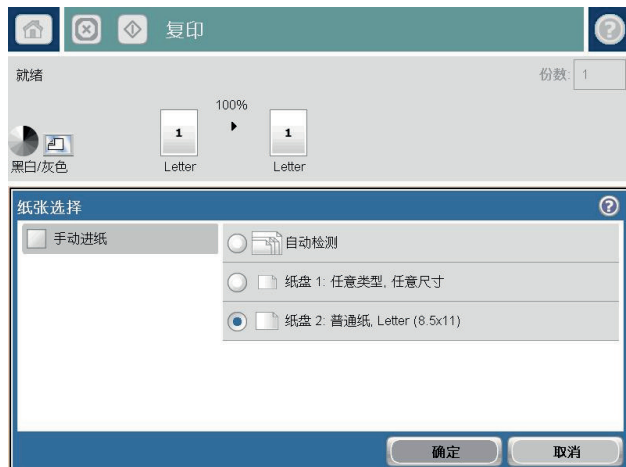 复印
就绪
份数: 1
100%
1
1
黑白/灰色
Letter
Letter
纸张选择
手动进纸
自动检测
纸盘 1: 任意类型, 任意尺寸
纸盘 2: 普通纸, Letter (8.5x11)
确定
取消